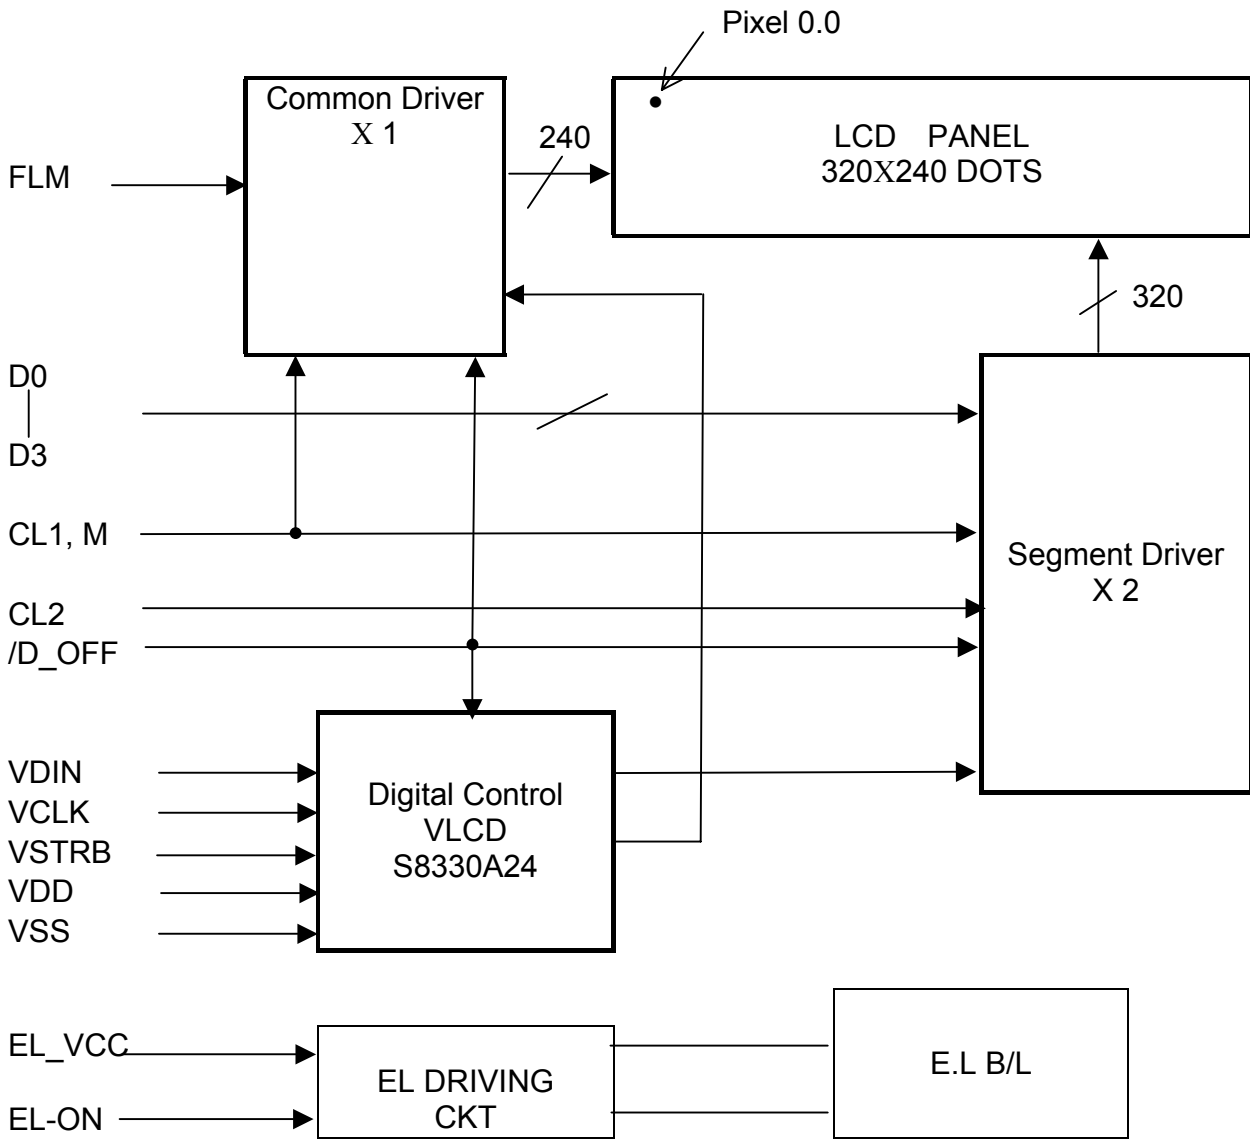 Pixel 0.0
Common Driver
X 1
240
LCD PANEL
320X240 DOTS
FLM
320
D0
D3
CL1, M
Segment Driver
X 2
CL2
/D_OFF
VDIN
VCLK
VSTRB
VDD
VSS
Digital Control
VLCD
S8330A24
EL_VCC
EL-ON
EL DRIVING
CKT
E.L B/L